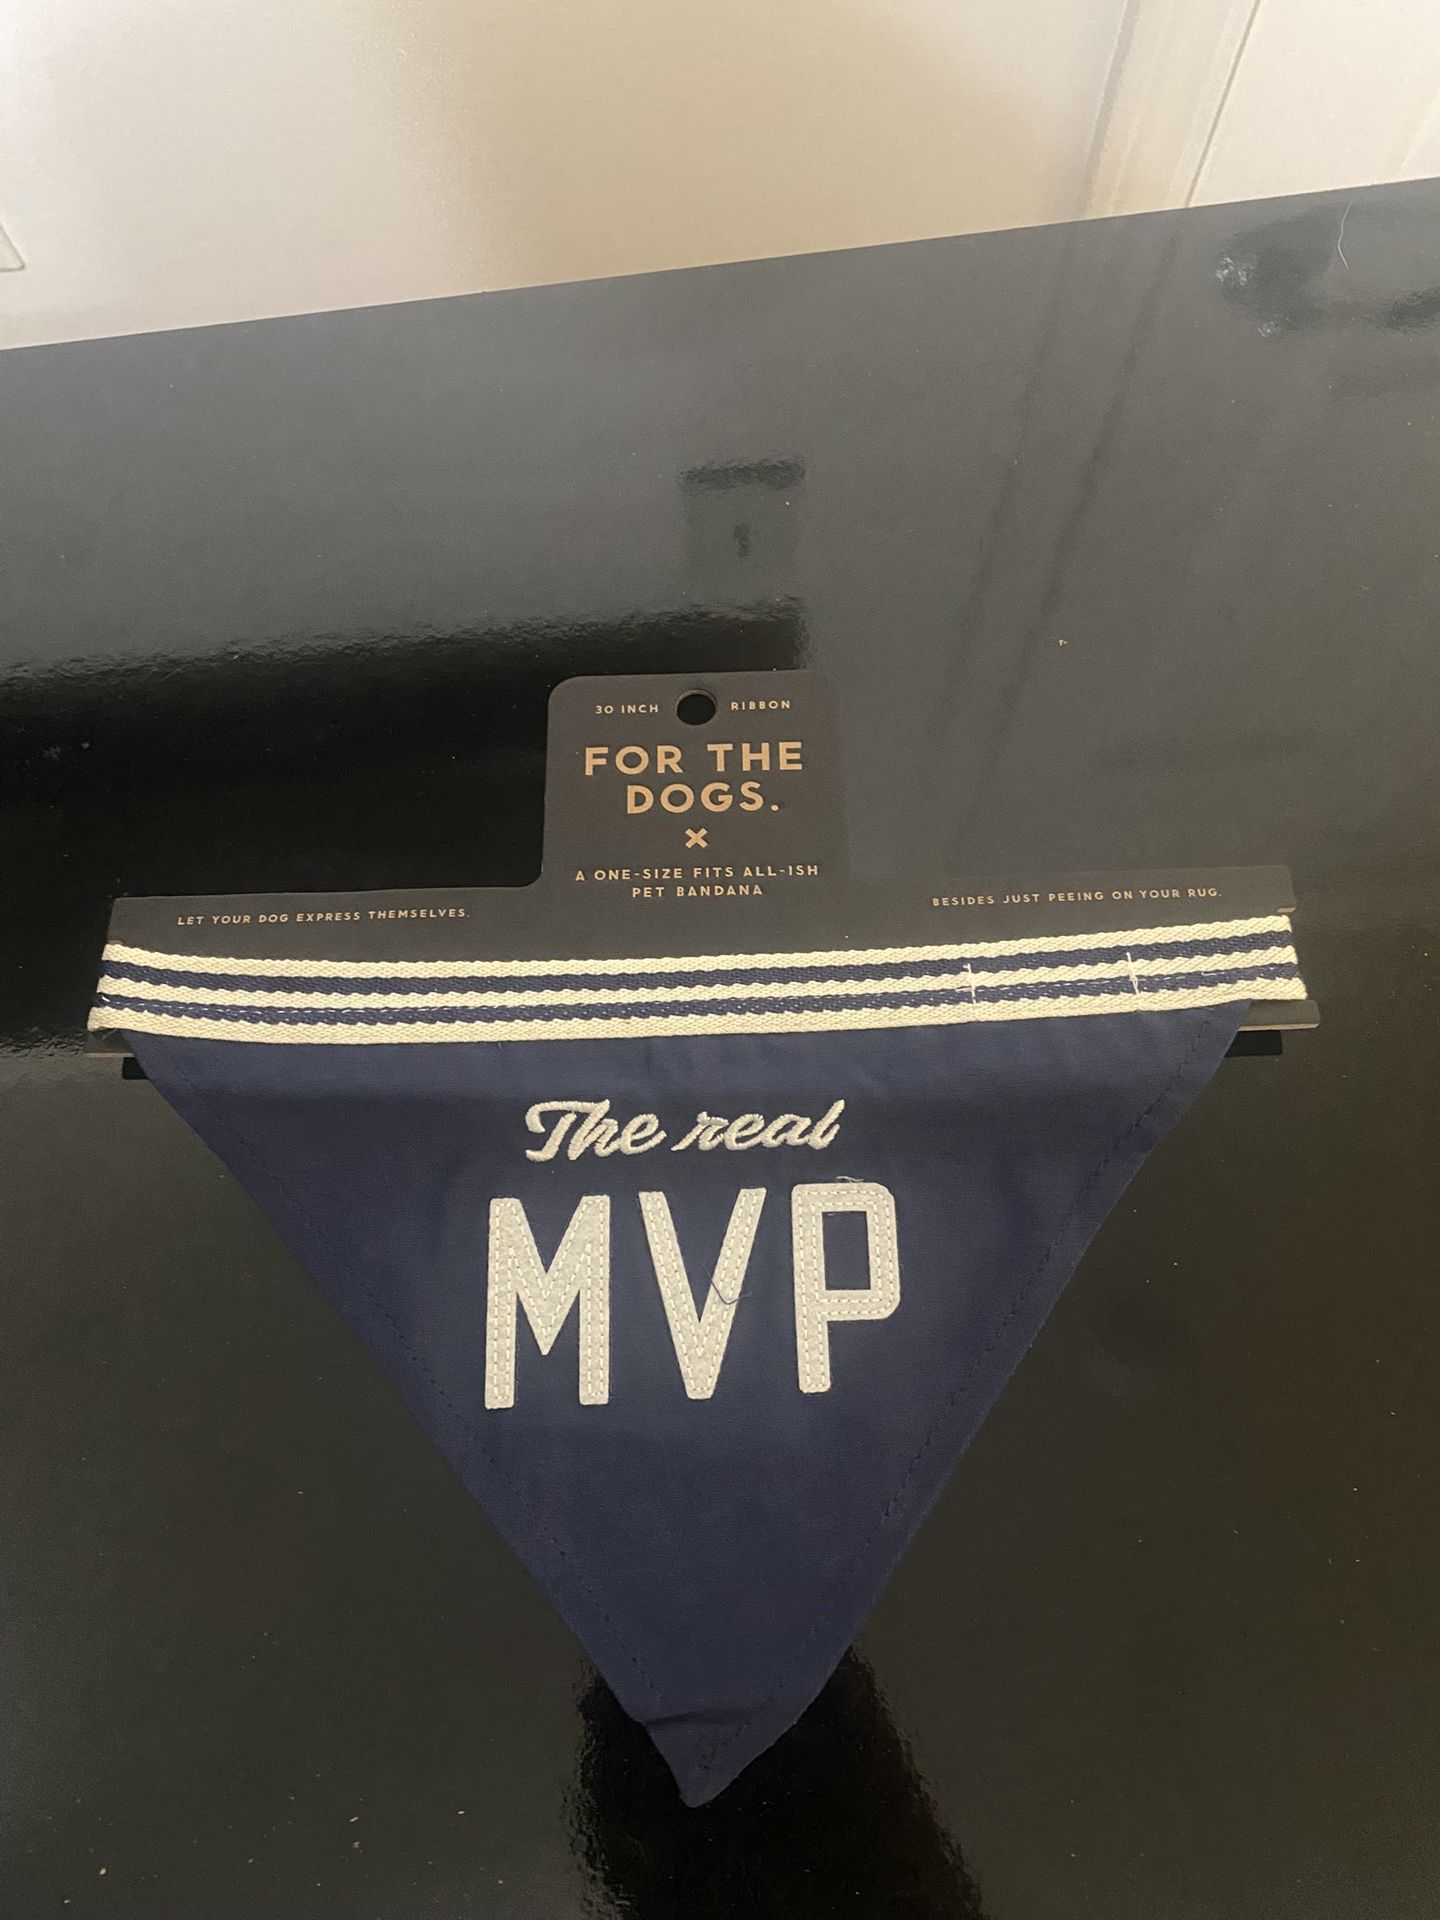 30 INCH RIBBON
FOR THE
DOGS.
×
A ONE-SIZE FITS ALL-ISH
PET BANDANA
LET YOUR DOG EXPRESS THEMSELVES.
BESIDES JUST PEEING ON YOUR RUG.
The real
MVP